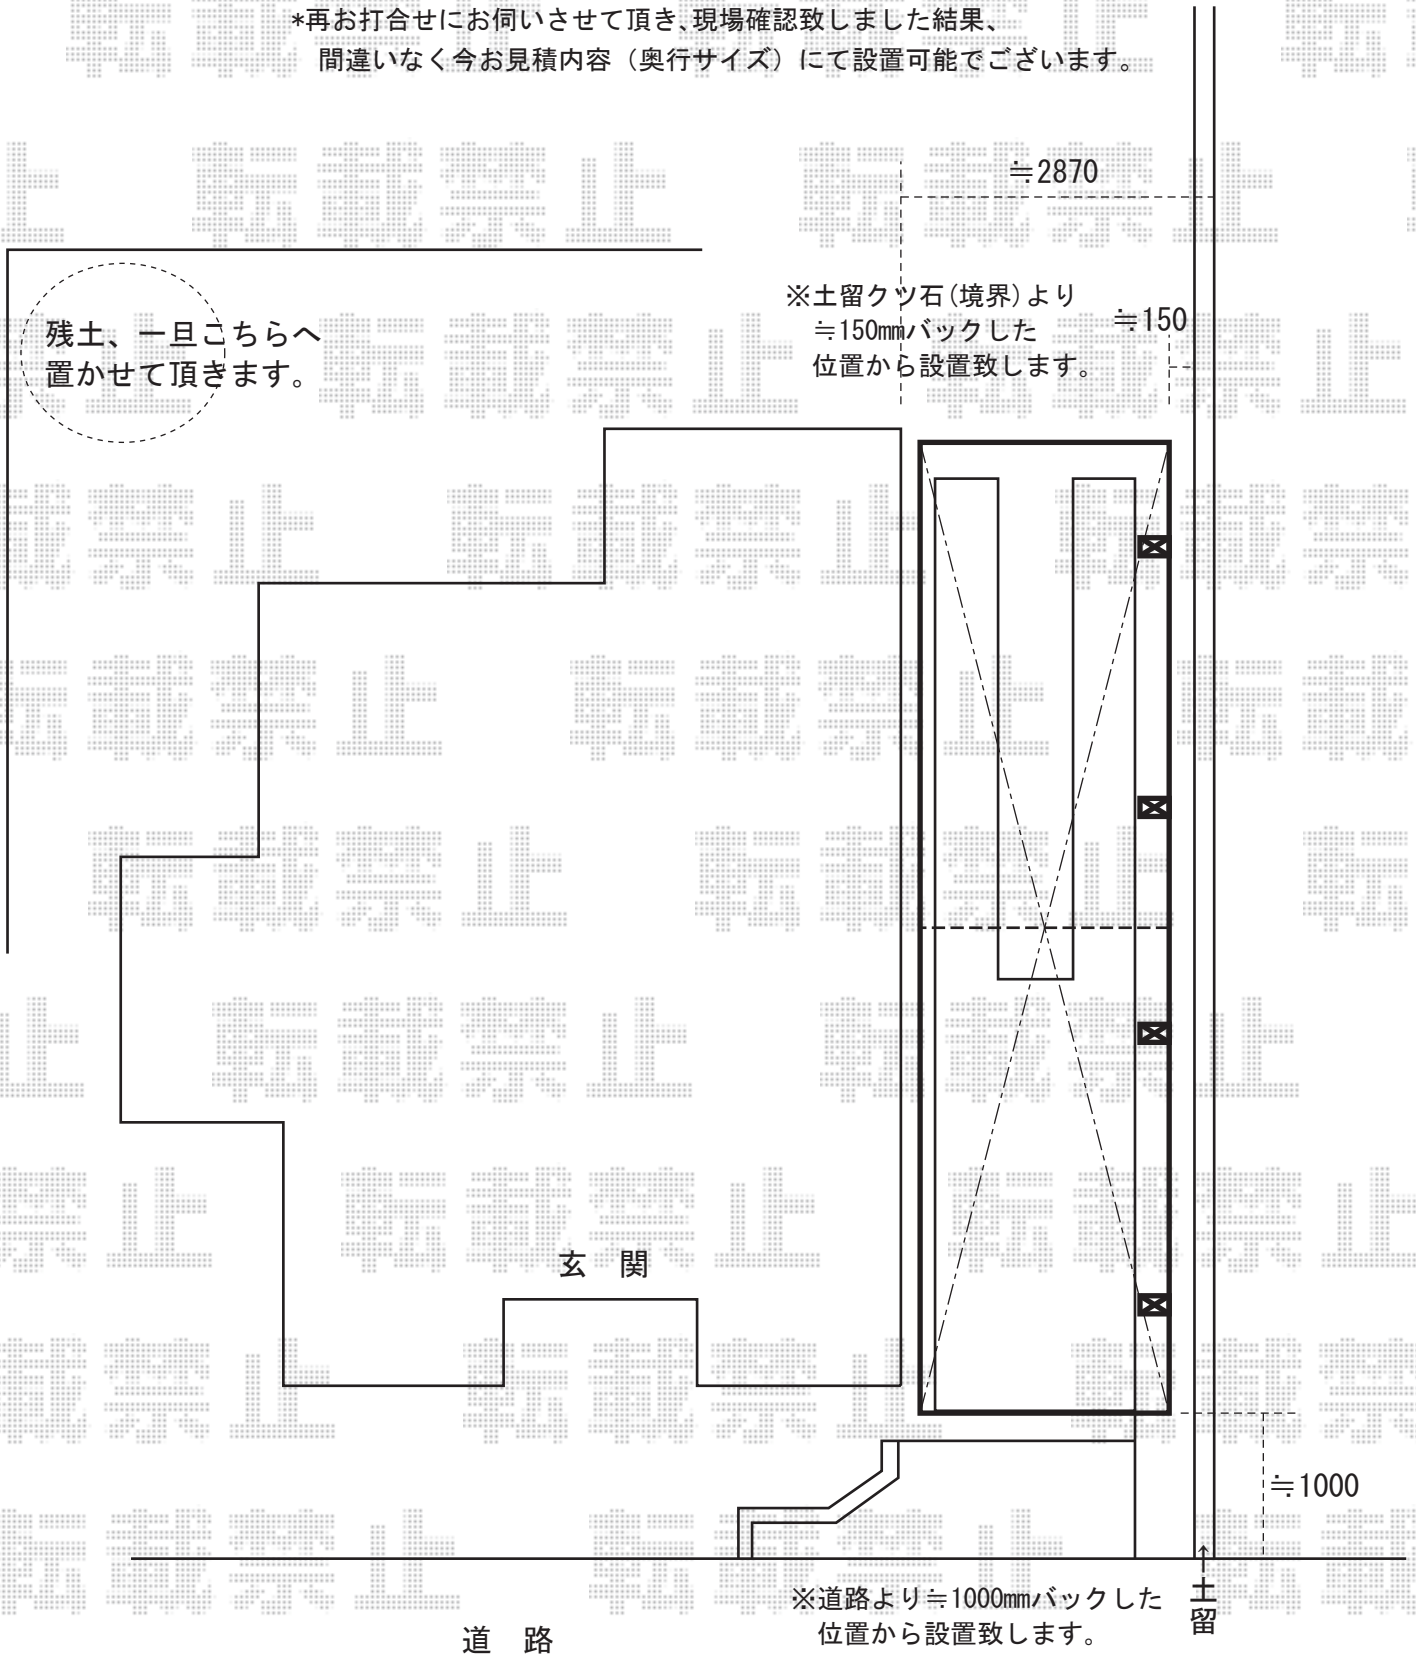 *再お打合せにお伺いさせて頂き、現場確認致しました結果、
間違いなく今お見積内容（奥行サイズ）にて設置可能でございます。
≒2870
※土留クツ石(境界)より
≒150mmバックした
位置から設置致します。
≒150
残土、一旦こちらへ
置かせて頂きます。
玄 関
≒1000
※道路より≒1000mmバックした
位置から設置致します。
↑土留
道 路
転載禁止